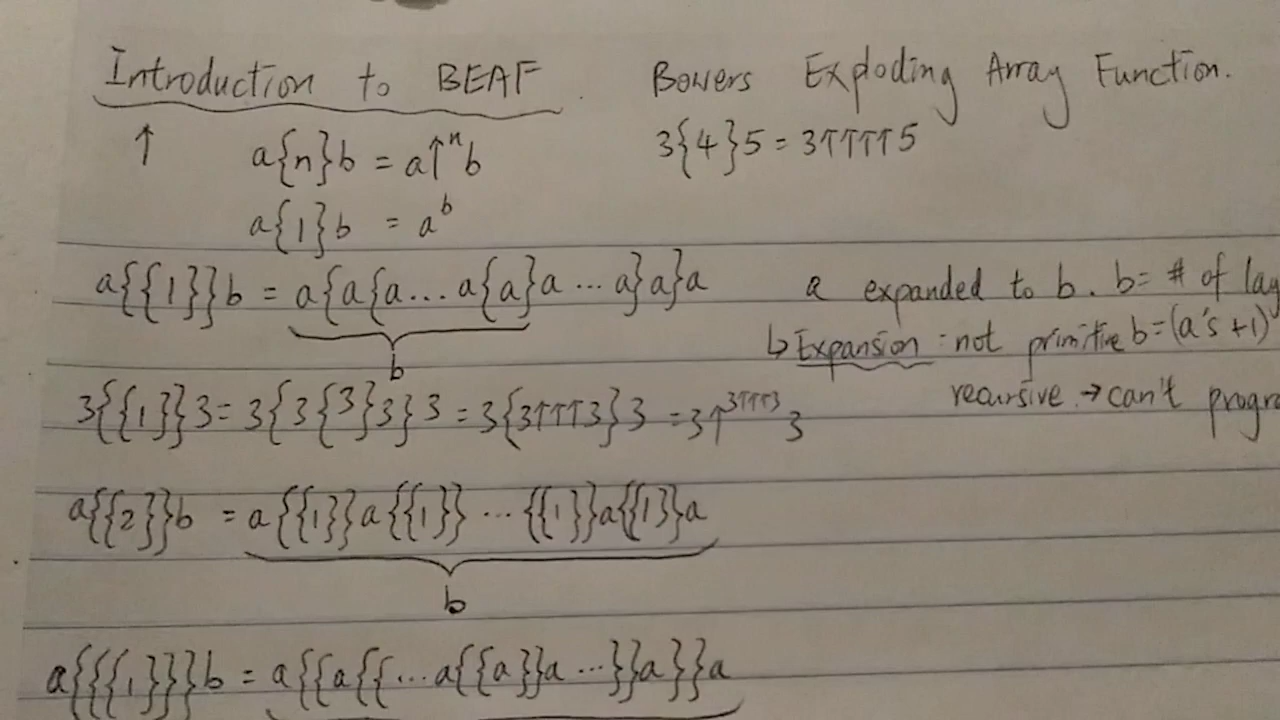 Introduction to BEAF Bowers Exploding Array Function.
↑ a{n}b = a↑ⁿb 3{4}5 = 3↑↑↑↑5
a{1}b = aᵇ
a{{1}}b = a{a{a...a{a}a...a}a}a a expanded to b. b= # of lay
b
↳ Expansion : not primitive b=(a's +1)
recursive → can't progra
3{{1}}3 = 3{3{3}3}3 = 3{3↑↑↑3}3 = 3↑^3↑↑↑3 3
a{{2}}b = a{{1}}a{{1}}...{{1}}a{{1}}a
b
a{{{1}}}b = a{{a{{...a{{a}}a...}}a}}a